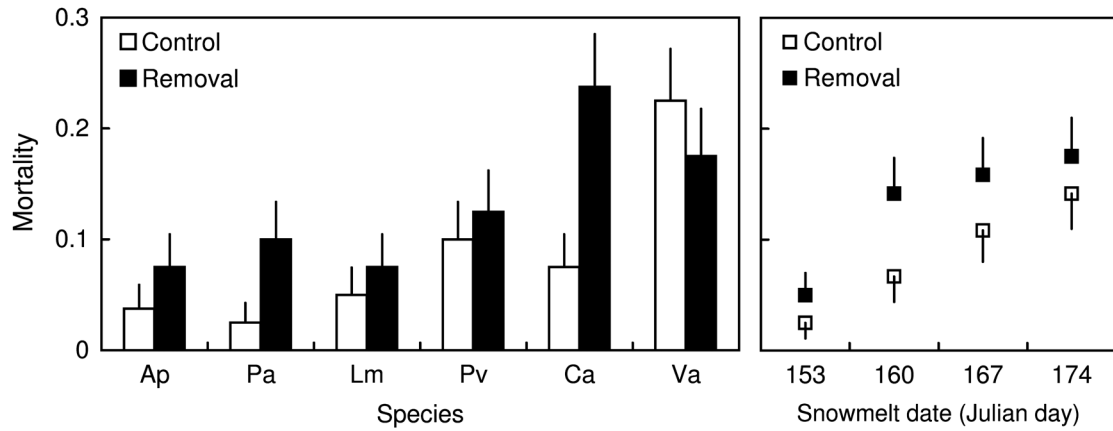 0.3
0.2
0.1
0
Mortality
Control
Removal
Ap Pa Lm Pv Ca Va
Species
Control
Removal
153 160 167 174
Snowmelt date (Julian day)